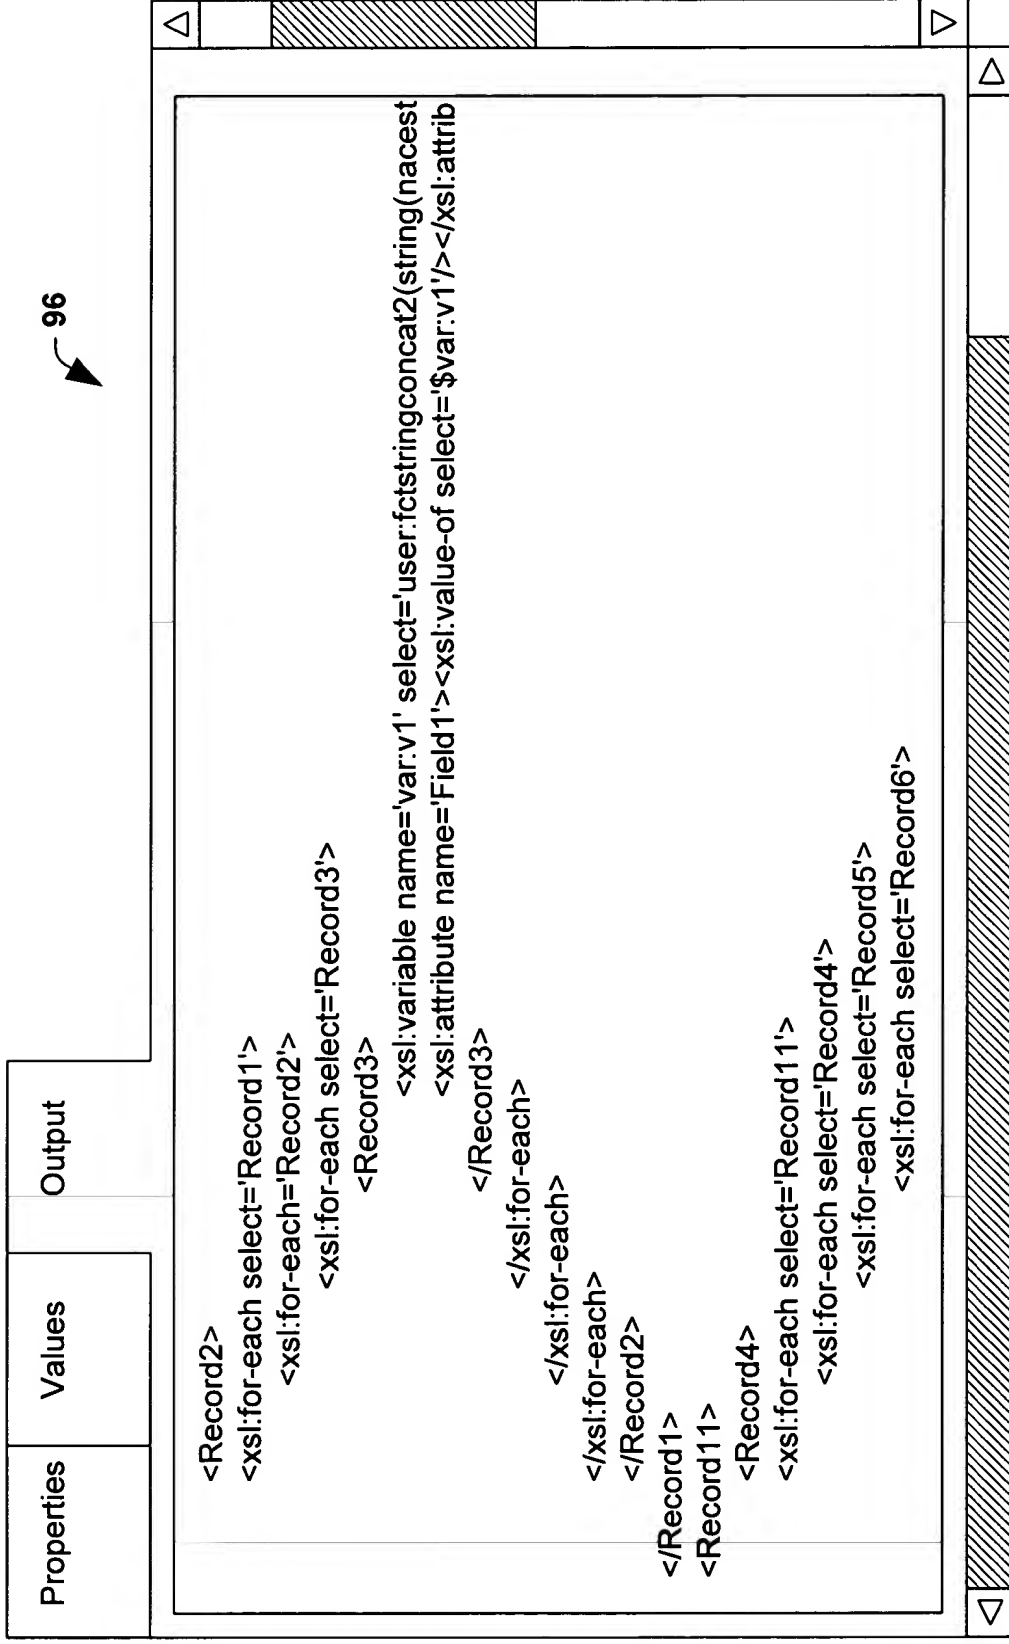 96
Properties Values Output
<Record2>
<xsl:for-each select='Record1'>
<xsl:for-each='Record2'>
<xsl:for-each select='Record3'>
<Record3>
<xsl:variable name='var:v1' select='user:fctstringconcat2(string(nacest
<xsl:attribute name='Field1'><xsl:value-of select='$var:v1'/></xsl:attrib
</Record3>
</xsl:for-each>
</xsl:for-each>
</xsl:for-each>
</Record2>
</Record1>
<Record11>
<Record4>
<xsl:for-each select='Record11'>
<xsl:for-each select='Record4'>
<xsl:for-each select='Record5'>
<xsl:for-each select='Record6'>